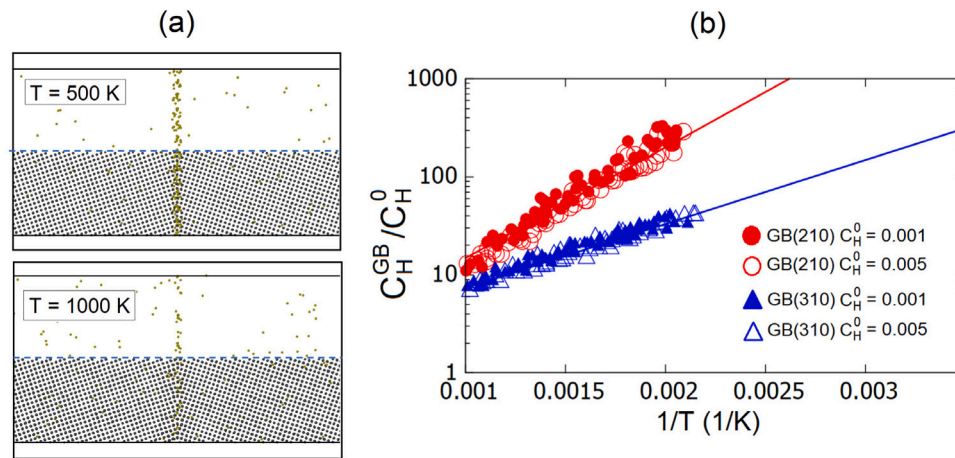 (a)
T = 500 K
T = 1000 K
(b)
C_H^GB / C_H^0
1000
100
10
1
0.001
0.0015
0.002
0.0025
0.003
1/T (1/K)
GB(210) C_H^0 = 0.001
GB(210) C_H^0 = 0.005
GB(310) C_H^0 = 0.001
GB(310) C_H^0 = 0.005